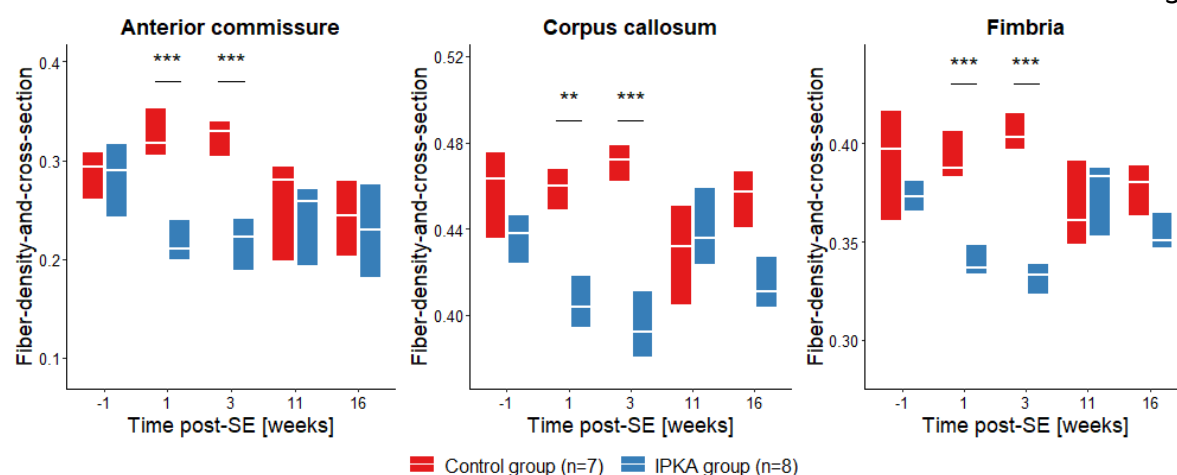 Anterior commissure
Fiber-density-and-cross-section
0.4
0.3
0.2
0.1
*** ***
-1 1 3 11 16
Time post-SE [weeks]
Corpus callosum
Fiber-density-and-cross-section
0.52
0.48
0.44
0.40
** ***
-1 1 3 11 16
Time post-SE [weeks]
Fimbria
Fiber-density-and-cross-section
0.40
0.35
0.30
*** ***
-1 1 3 11 16
Time post-SE [weeks]
Control group (n=7) IPKA group (n=8)